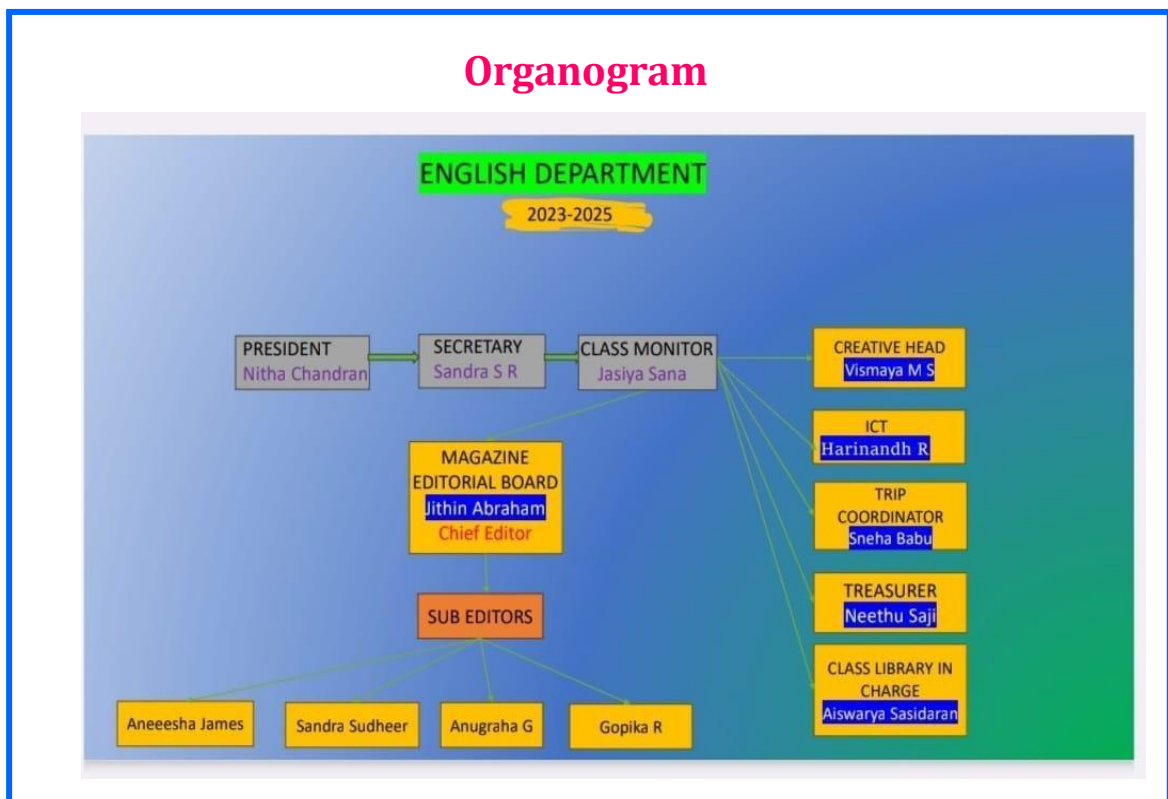 Organogram
ENGLISH DEPARTMENT
2023-2025
PRESIDENT
Nitha Chandran
SECRETARY
Sandra S R
CLASS MONITOR
Jasiya Sana
CREATIVE HEAD
Vismaya M S
ICT
Harinandh R
TRIP
COORDINATOR
Sneha Babu
TREASURER
Neethu Saji
CLASS LIBRARY IN
CHARGE
Aiswarya Sasidaran
MAGAZINE
EDITORIAL BOARD
Jithin Abraham
Chief Editor
SUB EDITORS
Aneeesha James
Sandra Sudheer
Anugraha G
Gopika R